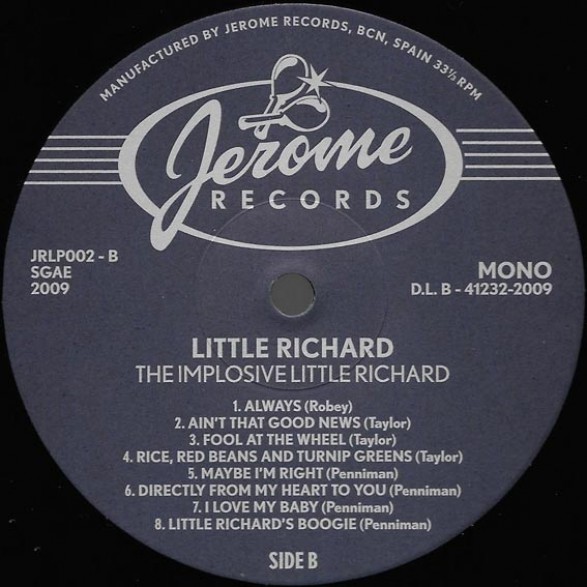 MANUFACTURED BY JEROME RECORDS, BCN, SPAIN 33⅓ RPM
Jerome
RECORDS
JRLP002 - B
SGAE
2009
MONO
D.L. B - 41232-2009
LITTLE RICHARD
THE IMPLOSIVE LITTLE RICHARD
1. ALWAYS (Robey)
2. AIN'T THAT GOOD NEWS (Taylor)
3. FOOL AT THE WHEEL (Taylor)
4. RICE, RED BEANS AND TURNIP GREENS (Taylor)
5. MAYBE I'M RIGHT (Penniman)
6. DIRECTLY FROM MY HEART TO YOU (Penniman)
7. I LOVE MY BABY (Penniman)
8. LITTLE RICHARD'S BOOGIE (Penniman)
SIDE B